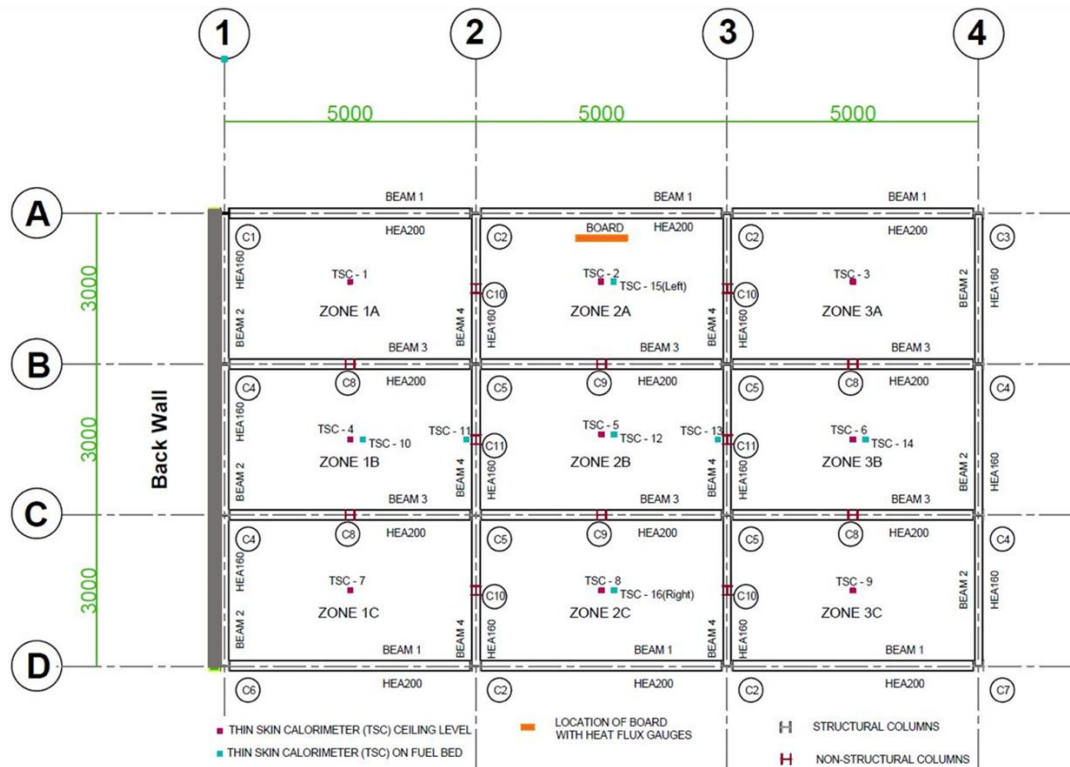 1 2 3 4
5000 5000 5000
BEAM 1 BEAM 1 BEAM 1
A
HEA200 BOARD HEA200 HEA200
C1 C2 C2 C3
HEA160 HEA160
TSC - 1 TSC - 2 TSC - 3
TSC - 15(Left)
BEAM 2
C10 C10
ZONE 1A ZONE 2A ZONE 3A
3000
BEAM 2 BEAM 4 HEA160 BEAM 4 HEA160
BEAM 3 BEAM 3 BEAM 3
B
C8 HEA200 C9 HEA200 C8 HEA200
C4 C5 C5 C4
HEA160
TSC - 4 TSC - 11 TSC - 5 TSC - 13 TSC - 6
TSC - 10 TSC - 12 TSC - 14
C11 C11
ZONE 1B ZONE 2B ZONE 3B
3000
Back Wall
BEAM 2 BEAM 4 HEA160 BEAM 4 HEA160 BEAM 2 HEA160
BEAM 3 BEAM 3 BEAM 3
C
C8 HEA200 C9 HEA200 C8 HEA200
C4 C5 C5 C4
HEA160 BEAM 2 HEA160
TSC - 7 TSC - 8 TSC - 9
TSC - 16(Right)
C10 C10
ZONE 1C ZONE 2C ZONE 3C
3000
BEAM 2 BEAM 4 HEA160 BEAM 4 HEA160
BEAM 1 BEAM 1 BEAM 1
D
HEA200 HEA200 HEA200
C6 C2 C2 C7
THIN SKIN CALORIMETER (TSC) CEILING LEVEL
THIN SKIN CALORIMETER (TSC) ON FUEL BED
LOCATION OF BOARD
WITH HEAT FLUX GAUGES
STRUCTURAL COLUMNS
NON-STRUCTURAL COLUMNS